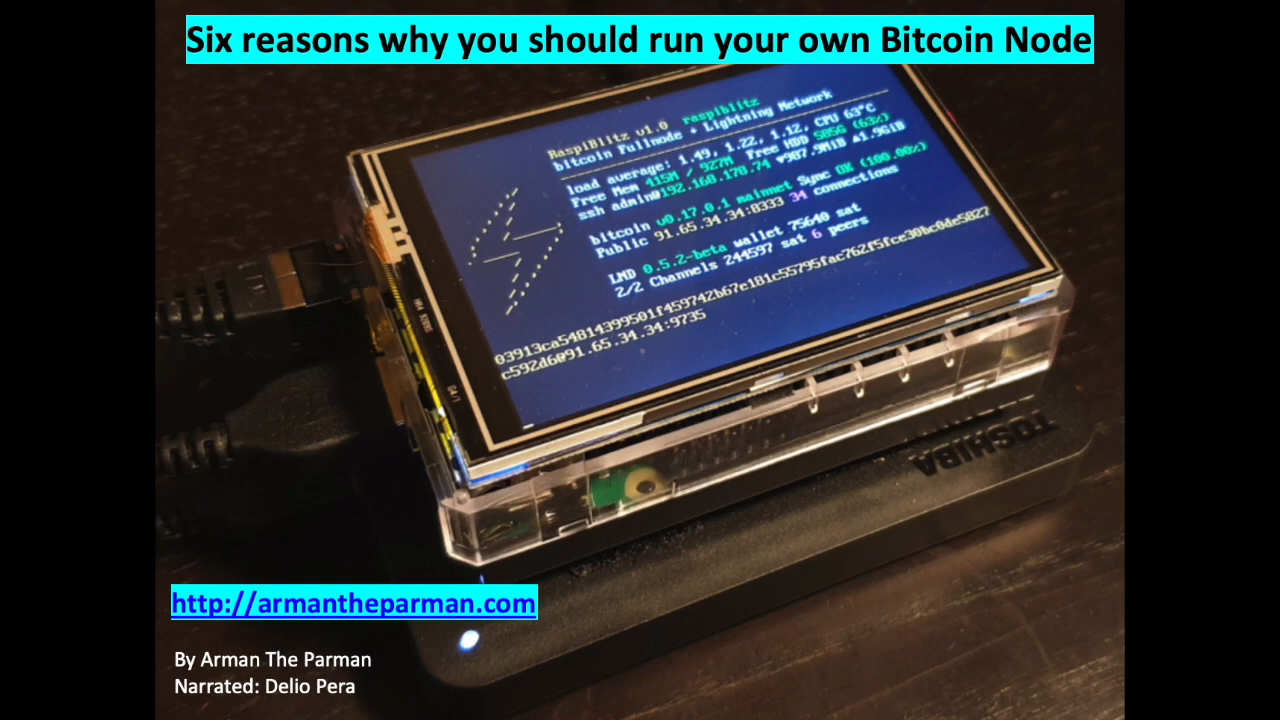 Six reasons why you should run your own Bitcoin Node
RaspiBlitz v1.0 raspiblitz
bitcoin Fullnode + Lightning Network
load average: 1.49, 1.22, 1.12, CPU 63°C
Free Mem 415M / 927M Free HDD 505G (63%)
ssh admin@192.168.178.74 ▼987.9MiB ▲1.9GiB
bitcoin v0.17.0.1 mainnet Sync OK (100.00%)
Public 91.65.34.34:8333 34 connections
LND 0.5.2-beta wallet 75640 sat
2/2 Channels 244597 sat 6 peers
03913ca54814399501f459742b67e181c55795fac762f5fce30bc0de5827
c592d6@91.65.34.34:9735
TOSHIBA
http://armantheparman.com
By Arman The Parman
Narrated: Delio Pera